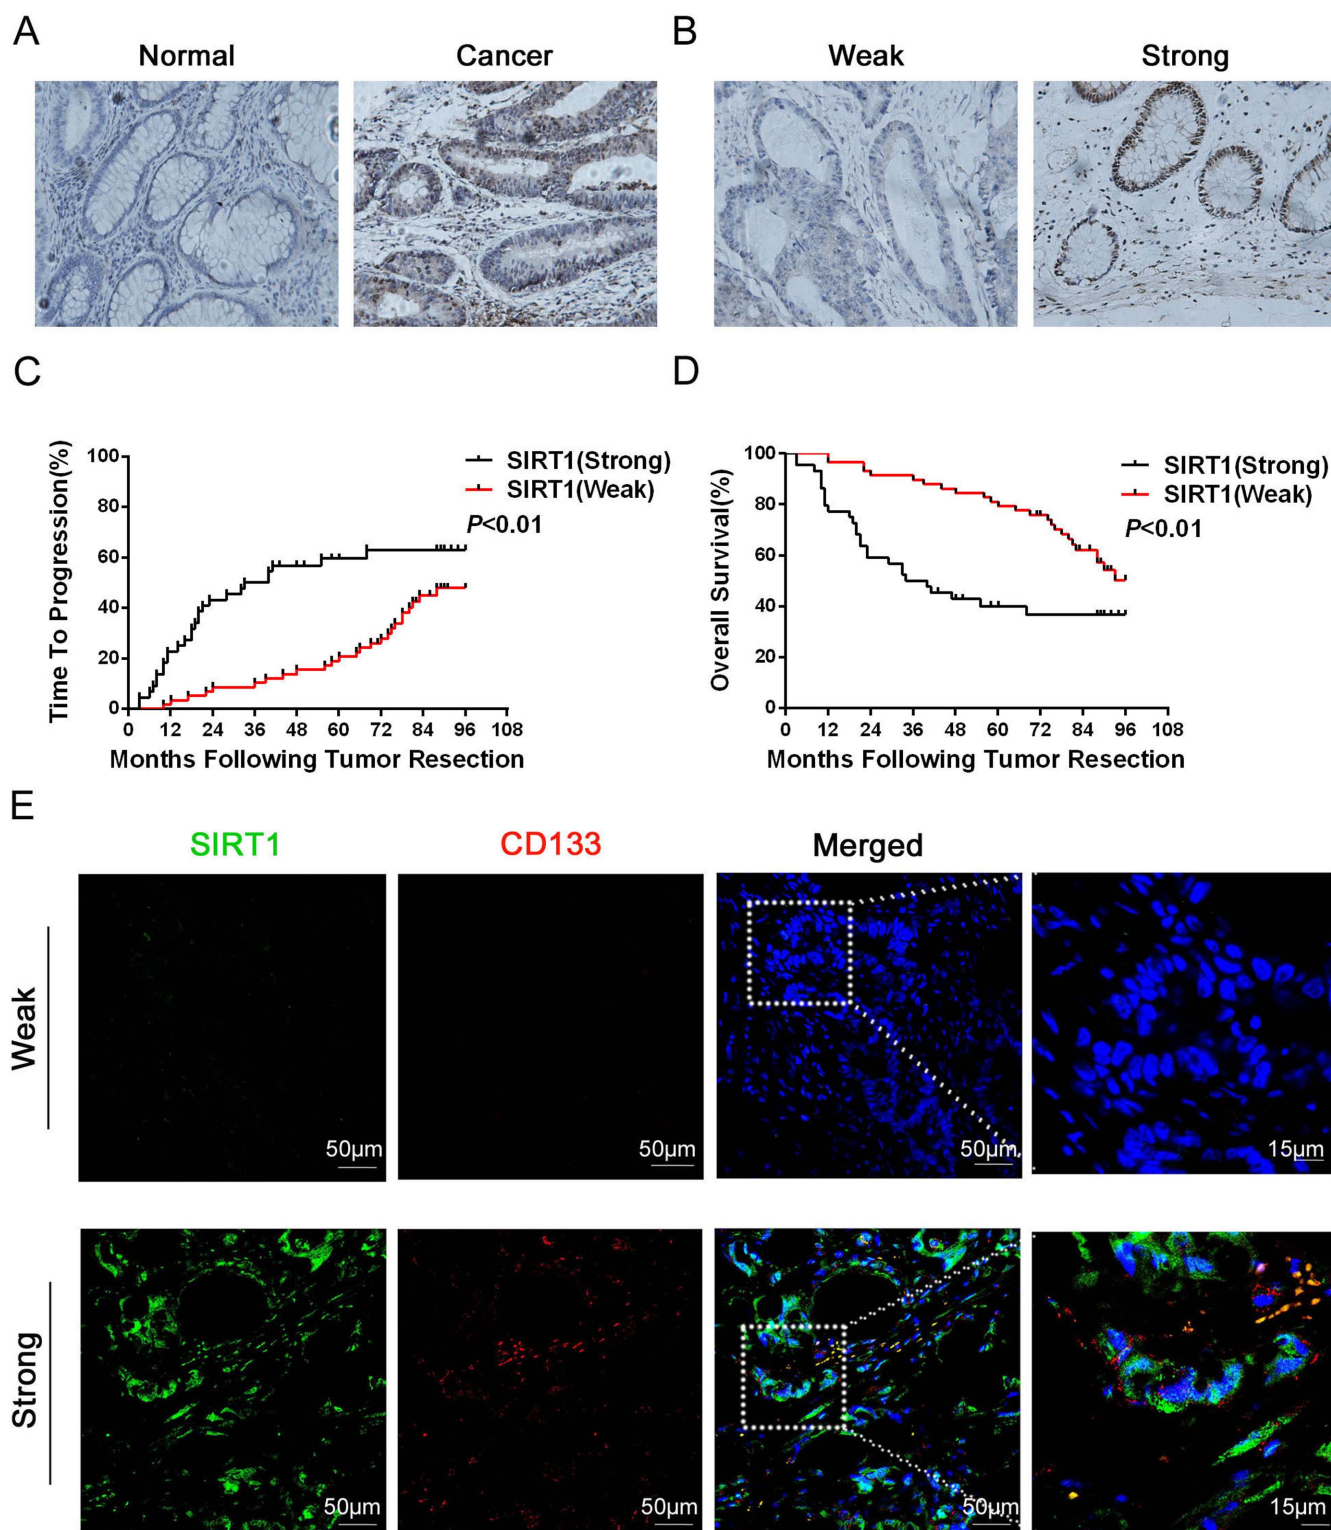 A
B
Normal
Cancer
Weak
Strong
C
D
Time To Progression(%)
100
80
60
40
20
0
0 12 24 36 48 60 72 84 96 108
Months Following Tumor Resection
SIRT1(Strong)
SIRT1(Weak)
P<0.01
Overall Survival(%)
100
80
60
40
20
0
0 12 24 36 48 60 72 84 96 108
Months Following Tumor Resection
SIRT1(Strong)
SIRT1(Weak)
P<0.01
E
SIRT1
CD133
Merged
Weak
50μm
50μm
50μm
15μm
Strong
50μm
50μm
50μm
15μm